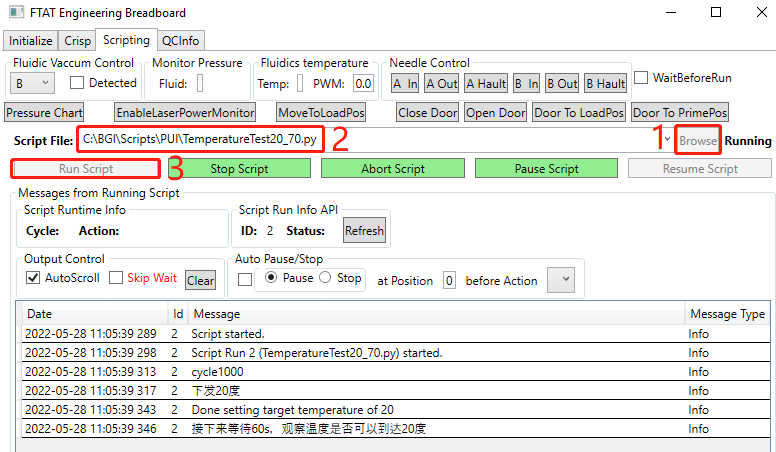 FTAT Engineering Breadboard
Initialize Crisp Scripting QCInfo
Fluidic Vaccum Control Monitor Pressure Fluidics temperature Needle Control
B Detected Fluid: Temp: PWM: 0.0 A In A Out A Hault B In B Out B Hault WaitBeforeRun
Pressure Chart EnableLaserPowerMonitor MoveToLoadPos Close Door Open Door Door To LoadPos Door To PrimePos
Script File: C:\BGI\Scripts\PUI\TemperatureTest20_70.py 2 1 Browse Running
Run Script 3 Stop Script Abort Script Pause Script Resume Script
Messages from Running Script
Script Runtime Info Script Run Info API
Cycle: Action: ID: 2 Status: Refresh
Output Control Auto Pause/Stop
AutoScroll Skip Wait Clear Pause Stop at Position 0 before Action
Date Id Message Message Type
2022-05-28 11:05:39 289 2 Script started. Info
2022-05-28 11:05:39 298 2 Script Run 2 (TemperatureTest20_70.py) started. Info
2022-05-28 11:05:39 313 2 cycle1000 Info
2022-05-28 11:05:39 317 2 下发20度 Info
2022-05-28 11:05:39 343 2 Done setting target temperature of 20 Info
2022-05-28 11:05:39 346 2 接下来等待60s，观察温度是否可以到达20度 Info